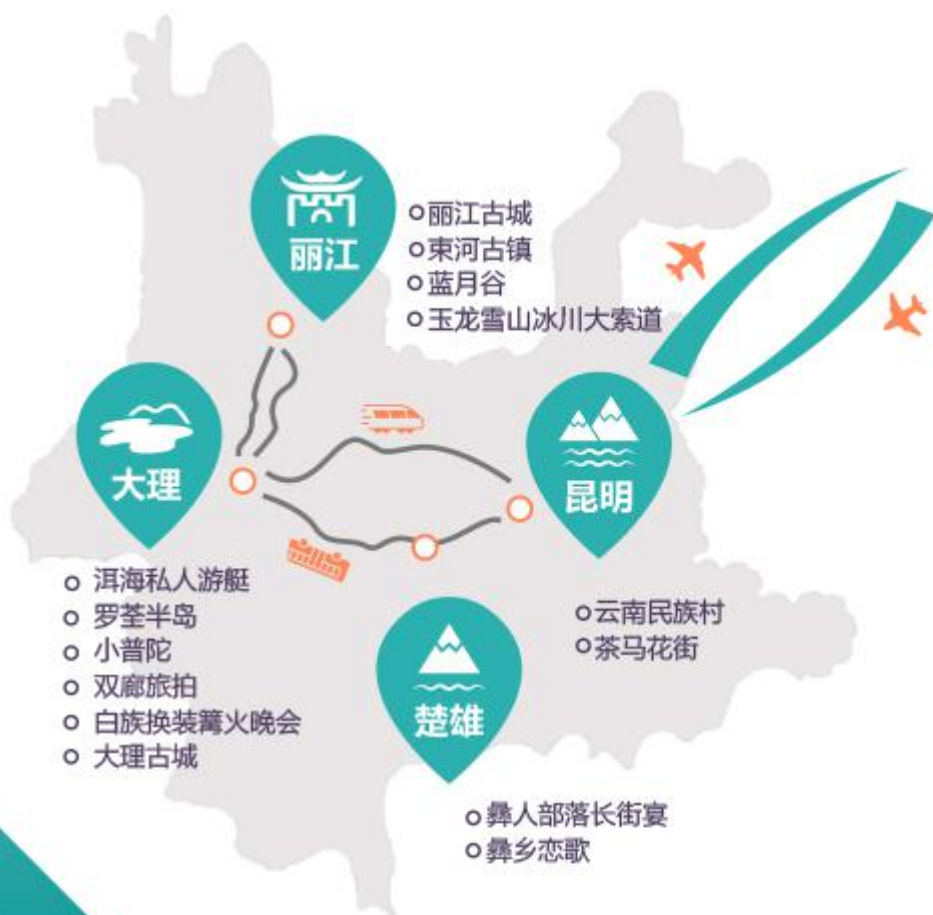 丽江
丽江古城
束河古镇
蓝月谷
玉龙雪山冰川大索道
大理
洱海私人游艇
罗荃半岛
小普陀
双廊旅拍
白族换装篝火晚会
大理古城
昆明
云南民族村
茶马花街
楚雄
彝人部落长街宴
彝乡恋歌